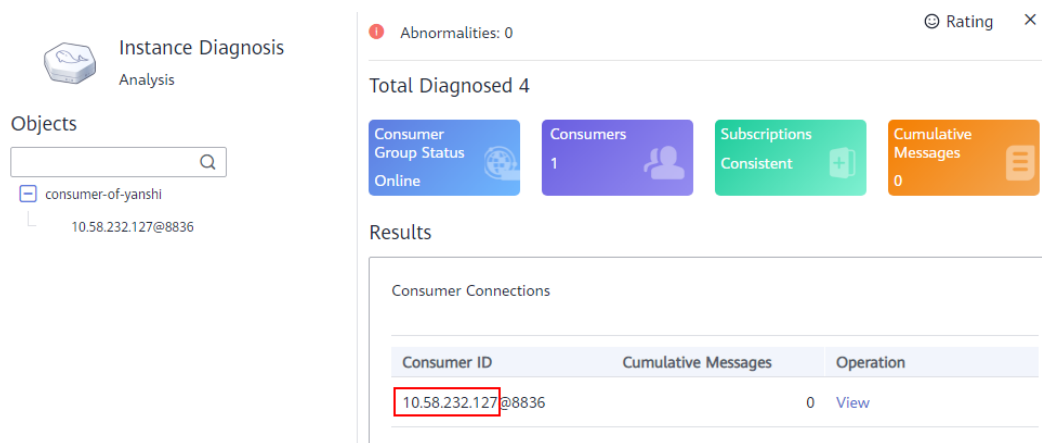 Instance Diagnosis
Analysis
Objects
consumer-of-yanshi
10.58.232.127@8836
Abnormalities: 0
Rating
Total Diagnosed 4
Consumer
Group Status
Online
Consumers
1
Subscriptions
Consistent
Cumulative
Messages
0
Results
Consumer Connections
Consumer ID Cumulative Messages Operation
10.58.232.127@8836 0 View